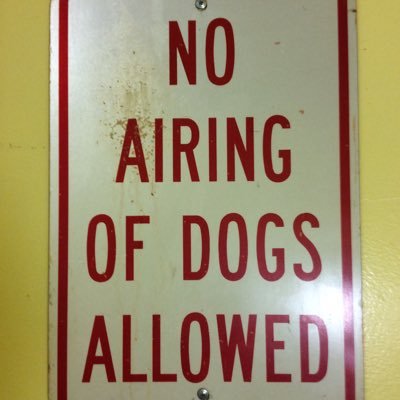 NO
AIRING
OF DOGS
ALLOWED